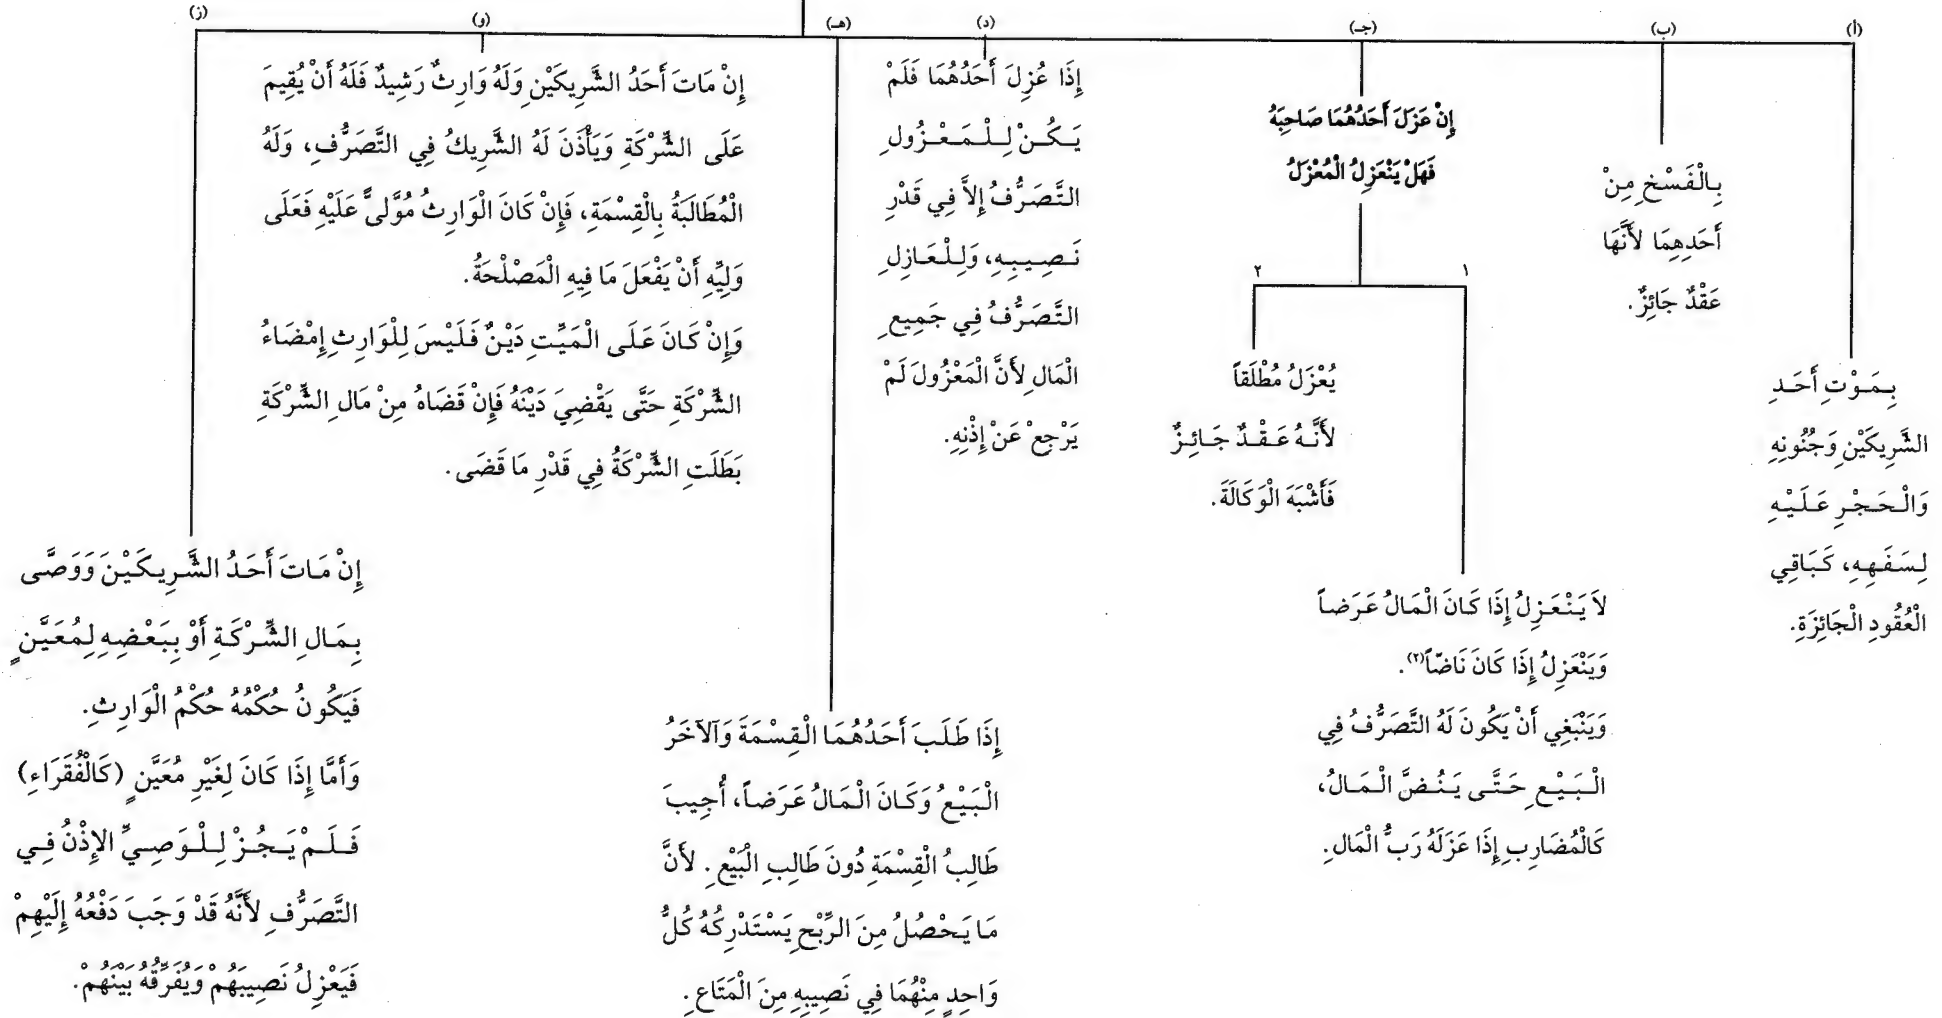 (أ)
بِمَوْتِ أَحَدِ
الشَّرِيكَيْنِ وَجُنُونِهِ
وَالْحَجْرِ عَلَيْهِ
لِسَفَهِهِ، كَبَاقِي
الْعُقُودِ الْجَائِزَةِ.
(ب)
بِالْفَسْخِ مِنْ
أَحَدِهِمَا لأَنَّهَا
عَقْدٌ جَائِزٌ.
(جـ)
إِنْ عَزَلَ أَحَدُهُمَا صَاحِبَهُ
فَهَلْ يَنْعَزِلُ الْمُعْزَلُ
١
لاَ يَنْعَزِلُ إِذَا كَانَ الْمَالُ عَرَضاً
وَيَنْعَزِلُ إِذَا كَانَ نَاضّاً(٢).
وَيَنْبَغِي أَنْ يَكُونَ لَهُ التَّصَرُّفُ فِي
الْبَيْعِ حَتَّى يَنُضَّ الْمَالُ،
كَالْمُضَارِبِ إِذَا عَزَلَهُ رَبُّ الْمَالِ.
٢
يُعْزَلُ مُطْلَقاً
لأَنَّهُ عَقْدٌ جَائِزٌ
فَأَشْبَهَ الْوَكَالَةَ.
(د)
إِذَا عُزِلَ أَحَدُهُمَا فَلَمْ
يَكُنْ لِلْمَعْزُولِ
التَّصَرُّفُ إِلاَّ فِي قَدْرِ
نَصِيبِهِ، وَلِلْعَازِلِ
التَّصَرُّفُ فِي جَمِيعِ
الْمَالِ لأَنَّ الْمَعْزُولَ لَمْ
يَرْجِعْ عَنْ إِذْنِهِ.
(هـ)
إِذَا طَلَبَ أَحَدُهُمَا الْقِسْمَةَ وَالآخَرُ
الْبَيْعُ وَكَانَ الْمَالُ عَرَضاً، أُجِيبَ
طَالِبُ الْقِسْمَةِ دُونَ طَالِبِ الْبَيْعِ. لأَنَّ
مَا يَحْصُلُ مِنَ الرِّبْحِ يَسْتَدْرِكُهُ كُلُّ
وَاحِدٍ مِنْهُمَا فِي نَصِيبِهِ مِنَ الْمَتَاعِ.
(و)
إِنْ مَاتَ أَحَدُ الشَّرِيكَيْنِ وَلَهُ وَارِثٌ رَشِيدٌ فَلَهُ أَنْ يُقِيمَ
عَلَى الشَّرْكَةِ وَيَأْذَنَ لَهُ الشَّرِيكُ فِي التَّصَرُّفِ، وَلَهُ
الْمُطَالَبَةُ بِالْقِسْمَةِ، فَإِنْ كَانَ الْوَارِثُ مُوَّلىً عَلَيْهِ فَعَلَى
وَلِيِّهِ أَنْ يَفْعَلَ مَا فِيهِ الْمَصْلَحَةُ.
وَإِنْ كَانَ عَلَى الْمَيِّتِ دَيْنٌ فَلَيْسَ لِلْوَارِثِ إِمْضَاءُ
الشِّرْكَةِ حَتَّى يَقْضِيَ دَيْنَهُ فَإِنْ قَضَاهُ مِنْ مَالِ الشِّرْكَةِ
بَطَلَتِ الشِّرْكَةُ فِي قَدْرِ مَا قَضَى.
(ز)
إِنْ مَاتَ أَحَدُ الشَّرِيكَيْنَ وَوَصَّى
بِمَالِ الشِّرْكَةِ أَوْ بِبَعْضِهِ لِمُعَيَّنٍ
فَيَكُونُ حُكْمُهُ حُكْمُ الْوَارِثِ.
وَأَمَّا إِذَا كَانَ لِغَيْرِ مُعَيَّنٍ (كَالْفُقَرَاءِ)
فَلَمْ يَجُزْ لِلْوَصِيِّ الإِذْنُ فِي
التَّصَرُّفِ لأَنَّهُ قَدْ وَجَبَ دَفْعُهُ إِلَيْهِمْ
فَيَعْزِلُ نَصِيبَهُمْ وَيُفَرِّقُهُ بَيْنَهُمْ.